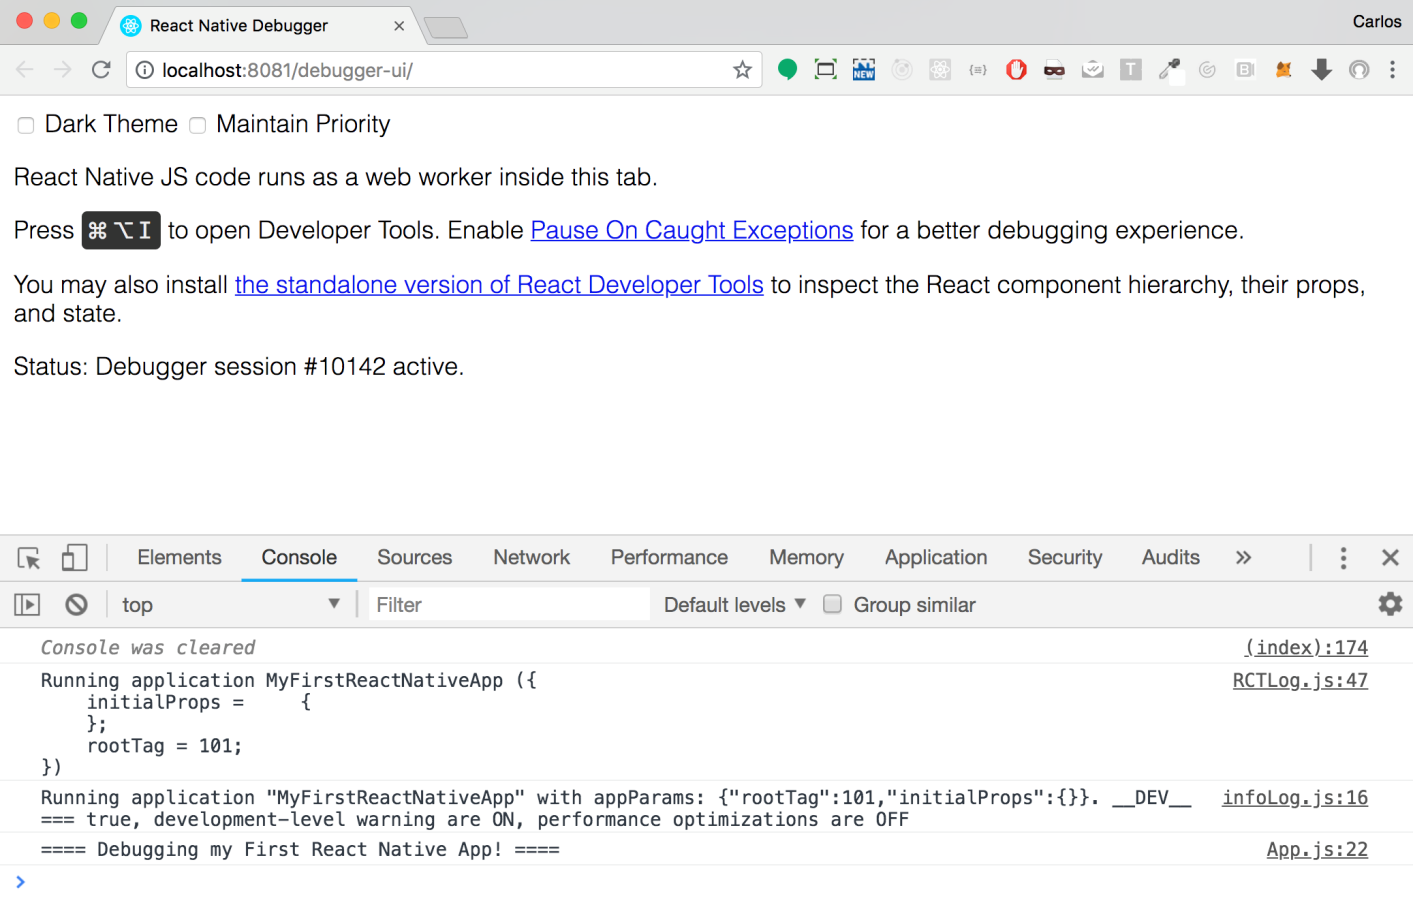 React Native Debugger
Carlos
localhost:8081/debugger-ui/
NEW
T
B
Dark Theme Maintain Priority
React Native JS code runs as a web worker inside this tab.
Press ⌘⌥I to open Developer Tools. Enable Pause On Caught Exceptions for a better debugging experience.
You may also install the standalone version of React Developer Tools to inspect the React component hierarchy, their props,
and state.
Status: Debugger session #10142 active.
Elements Console Sources Network Performance Memory Application Security Audits »
top Filter Default levels Group similar
Console was cleared (index):174
Running application MyFirstReactNativeApp ({ RCTLog.js:47
initialProps =     {
};
rootTag = 101;
})
Running application "MyFirstReactNativeApp" with appParams: {"rootTag":101,"initialProps":{}}. __DEV__ infoLog.js:16
=== true, development-level warning are ON, performance optimizations are OFF
==== Debugging my First React Native App! ==== App.js:22